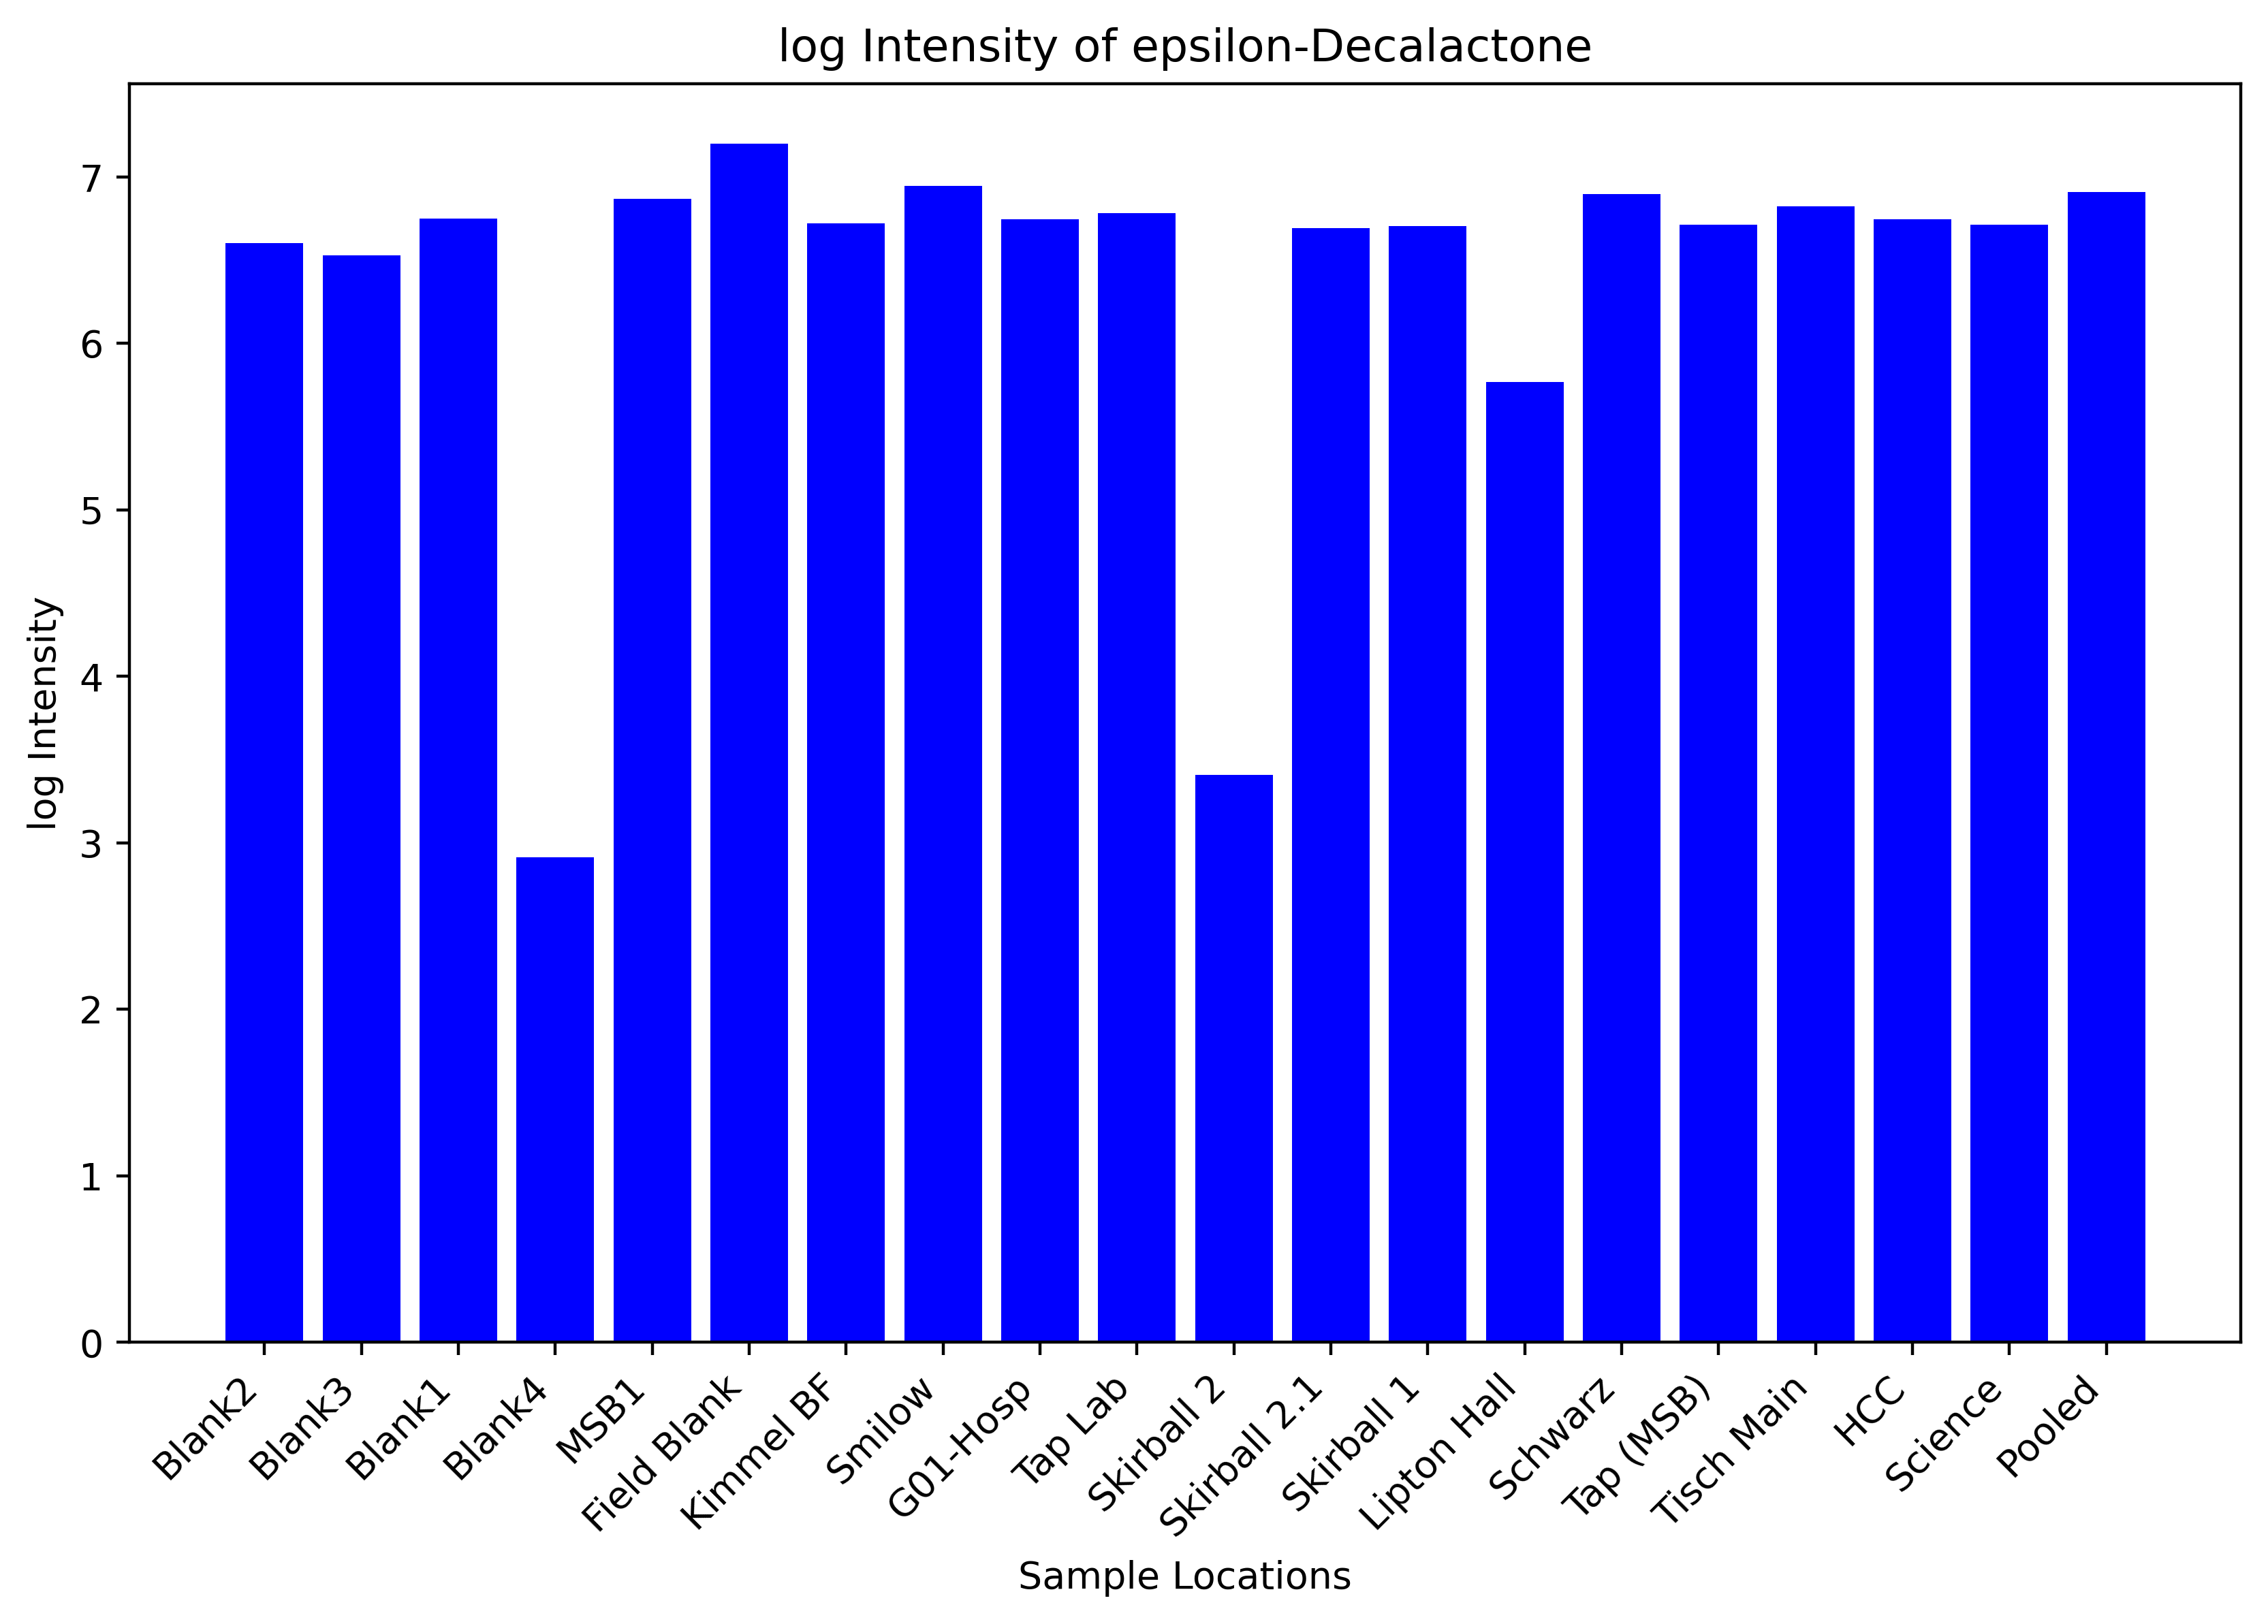 log Intensity of epsilon-Decalactone
log Intensity
7
6
5
4
3
2
1
0
Blank2
Blank3
Blank1
Blank4
MSB1
Field Blank
Kimmel BF
Smilow
G01-Hosp
Tap Lab
Skirball 2
Skirball 2.1
Skirball 1
Lipton Hall
Schwarz
Tap (MSB)
Tisch Main
HCC
Science
Pooled
Sample Locations